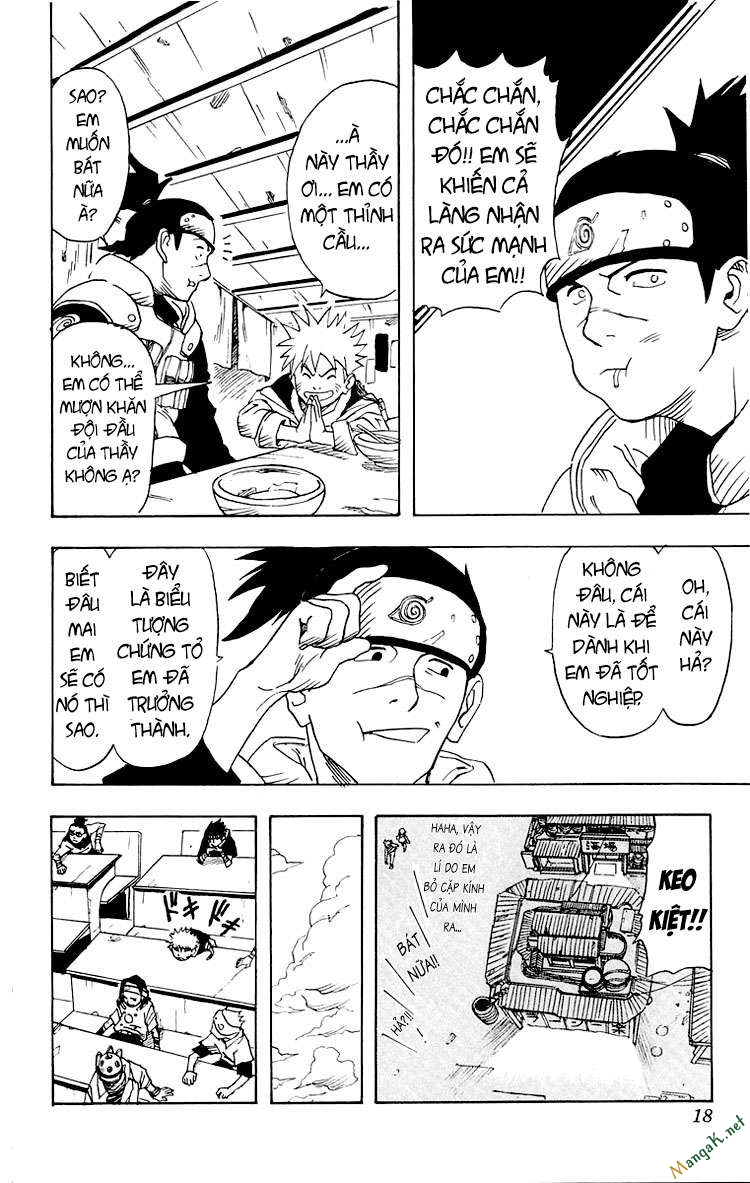 CHẮC CHẮN,
CHẮC CHẮN
ĐÓ!! EM SẼ
KHIẾN CẢ
LÀNG NHẬN
RA SỨC MẠNH
CỦA EM!!
...À
NÀY THẦY
ƠI... EM CÓ
MỘT THỈNH
CẦU...
SAO?
EM
MUỐN
BÁT
NỮA
À?
KHÔNG...
EM CÓ THỂ
MƯỢN KHĂN
ĐỘI ĐẦU
CỦA THẦY
KHÔNG Ạ?
OH,
CÁI
NÀY
HẢ?
KHÔNG
ĐÂU, CÁI
NÀY LÀ ĐỂ
DÀNH KHI
EM ĐÃ TỐT
NGHIỆP.
ĐÂY
LÀ BIỂU
TƯỢNG
CHỨNG TỎ
EM ĐÃ
TRƯỞNG
THÀNH.
BIẾT
ĐÂU
MAI
EM
SẼ CÓ
NÓ THÌ
SAO.
KEO
KIỆT!!
HAHA, VẬY
RA ĐÓ LÀ
LÍ DO EM
BỎ CẶP KÍNH
CỦA MÌNH
RA...
BÁT
NỮA!!
HẢ?!!
酒場
ドキ
ドキ
18
MangaK.net